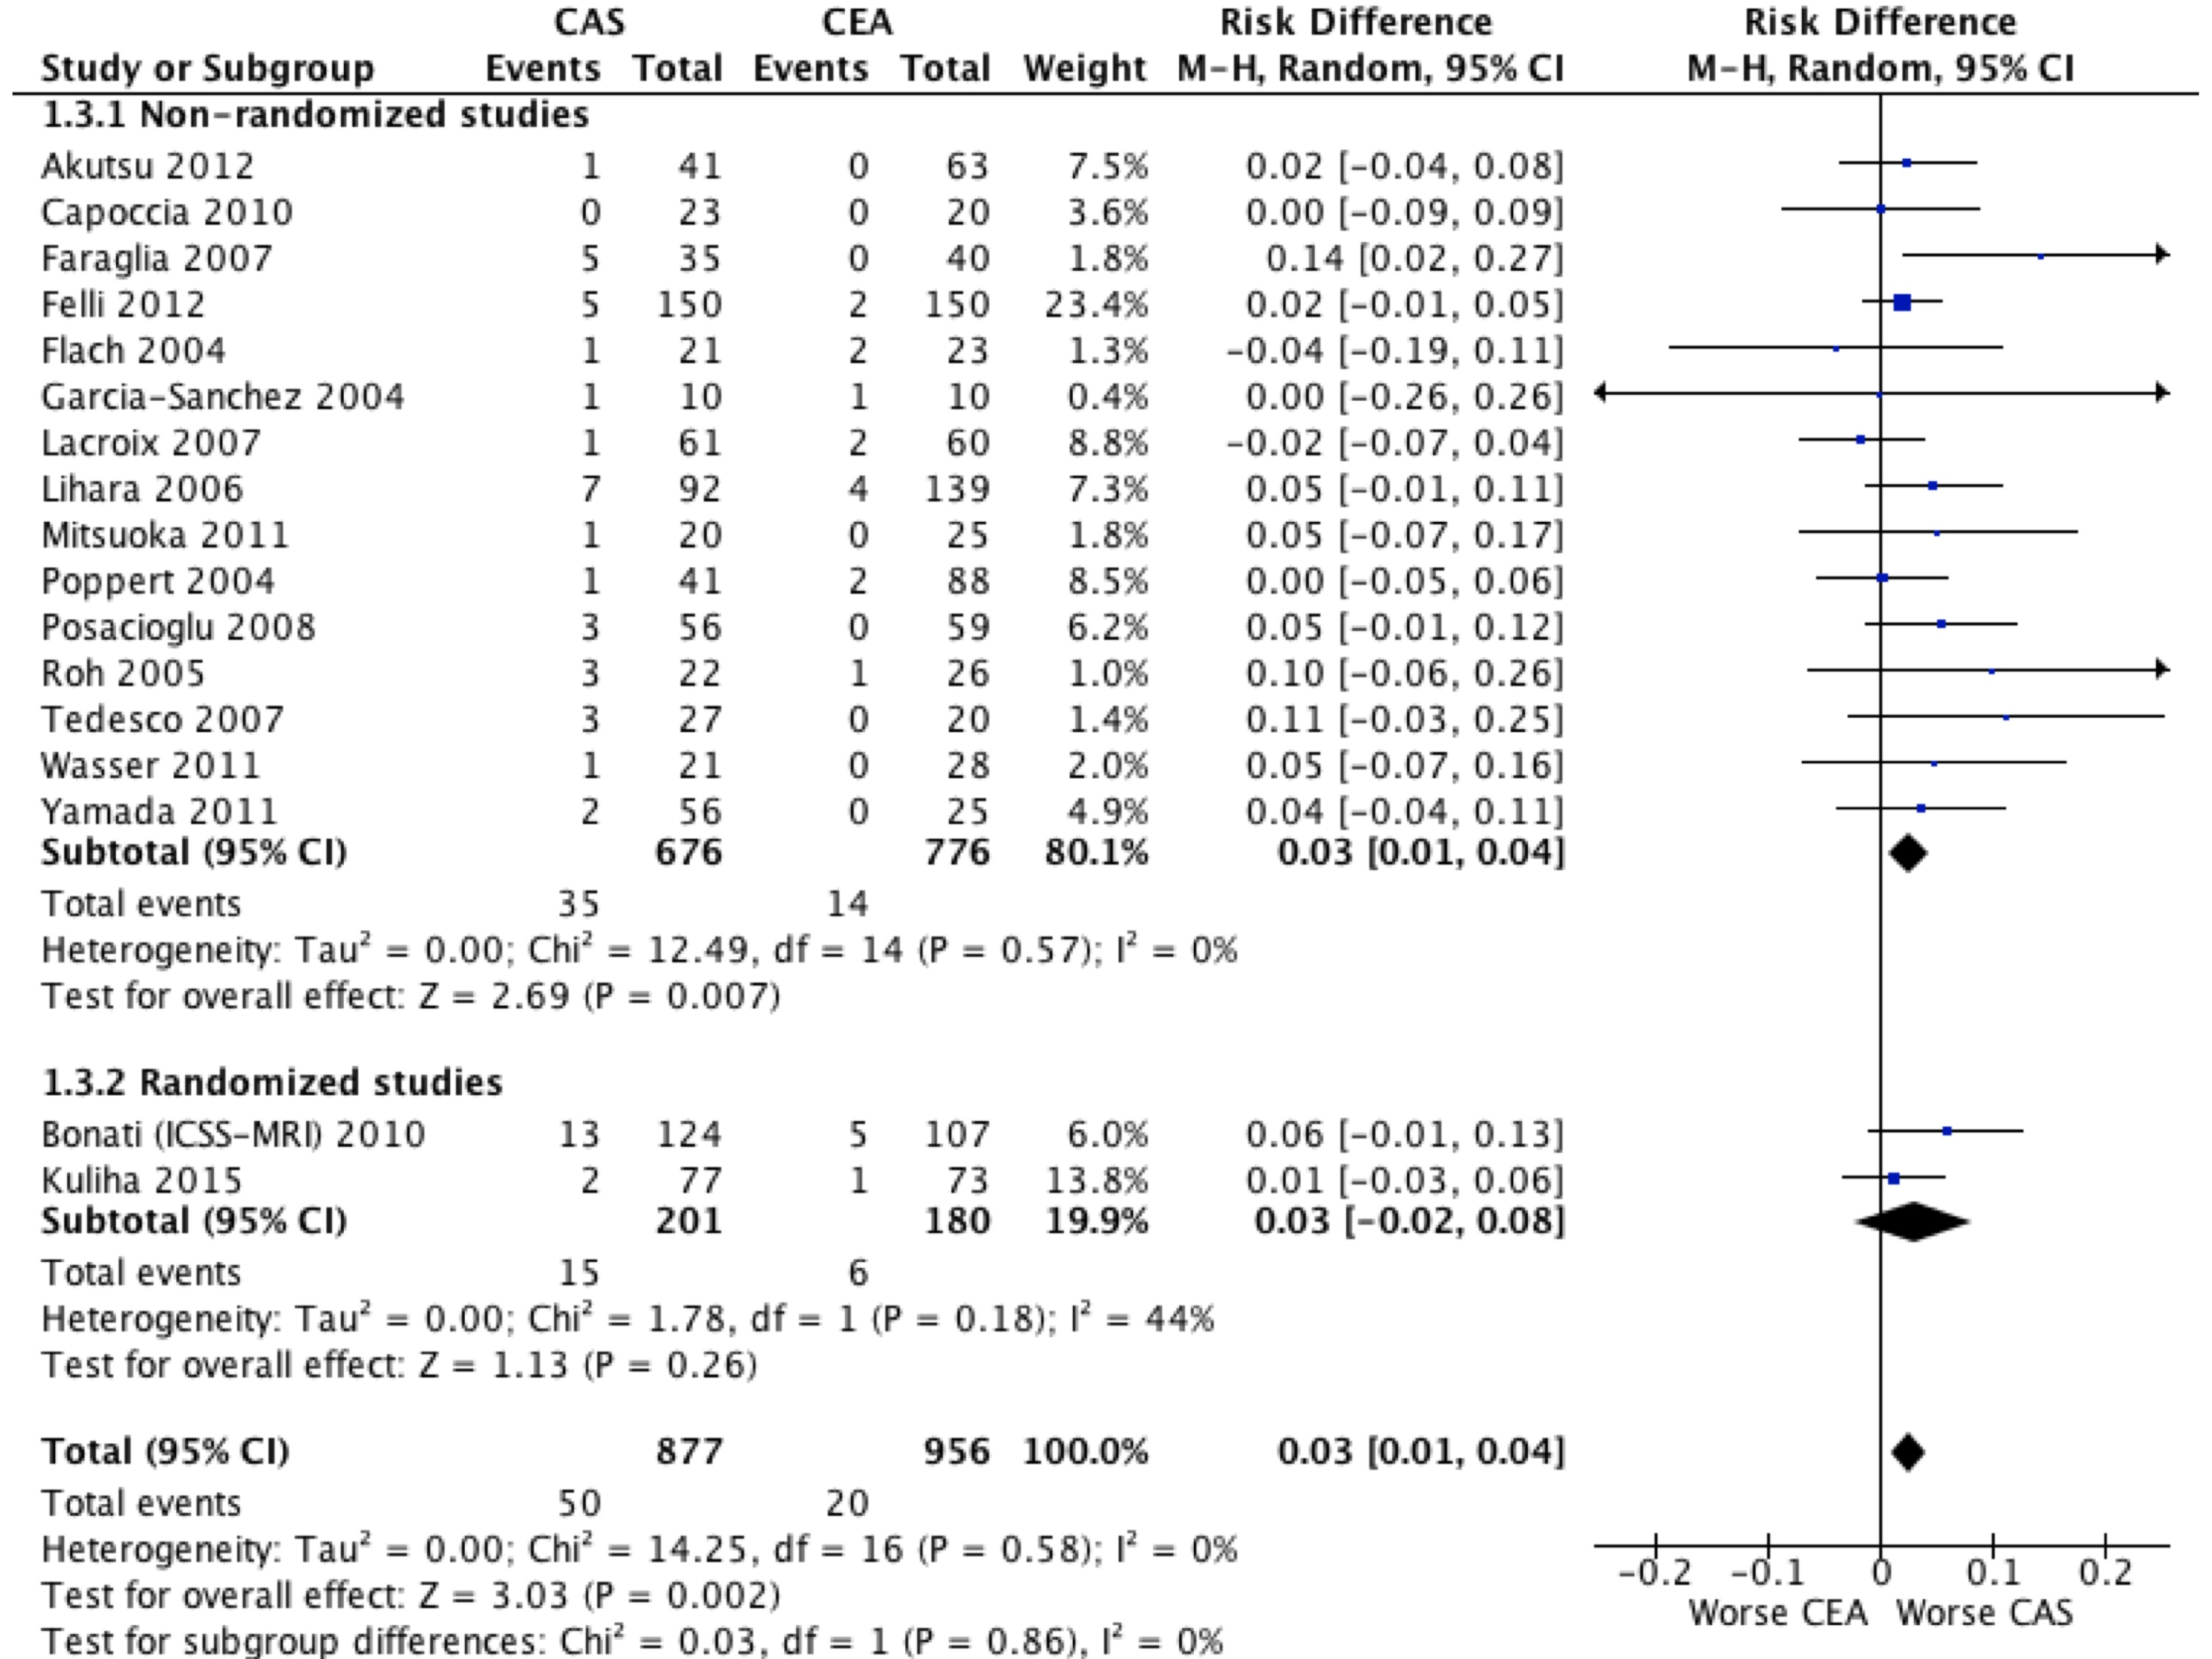 CAS CEA Risk Difference Risk Difference
Study or Subgroup Events Total Events Total Weight M-H, Random, 95% CI M-H, Random, 95% CI
1.3.1 Non-randomized studies
Akutsu 2012 1 41 0 63 7.5% 0.02 [-0.04, 0.08]
Capoccia 2010 0 23 0 20 3.6% 0.00 [-0.09, 0.09]
Faraglia 2007 5 35 0 40 1.8% 0.14 [0.02, 0.27]
Felli 2012 5 150 2 150 23.4% 0.02 [-0.01, 0.05]
Flach 2004 1 21 2 23 1.3% -0.04 [-0.19, 0.11]
Garcia-Sanchez 2004 1 10 1 10 0.4% 0.00 [-0.26, 0.26]
Lacroix 2007 1 61 2 60 8.8% -0.02 [-0.07, 0.04]
Lihara 2006 7 92 4 139 7.3% 0.05 [-0.01, 0.11]
Mitsuoka 2011 1 20 0 25 1.8% 0.05 [-0.07, 0.17]
Poppert 2004 1 41 2 88 8.5% 0.00 [-0.05, 0.06]
Posacioglu 2008 3 56 0 59 6.2% 0.05 [-0.01, 0.12]
Roh 2005 3 22 1 26 1.0% 0.10 [-0.06, 0.26]
Tedesco 2007 3 27 0 20 1.4% 0.11 [-0.03, 0.25]
Wasser 2011 1 21 0 28 2.0% 0.05 [-0.07, 0.16]
Yamada 2011 2 56 0 25 4.9% 0.04 [-0.04, 0.11]
Subtotal (95% CI) 676 776 80.1% 0.03 [0.01, 0.04]
Total events 35 14
Heterogeneity: Tau² = 0.00; Chi² = 12.49, df = 14 (P = 0.57); I² = 0%
Test for overall effect: Z = 2.69 (P = 0.007)
1.3.2 Randomized studies
Bonati (ICSS-MRI) 2010 13 124 5 107 6.0% 0.06 [-0.01, 0.13]
Kuliha 2015 2 77 1 73 13.8% 0.01 [-0.03, 0.06]
Subtotal (95% CI) 201 180 19.9% 0.03 [-0.02, 0.08]
Total events 15 6
Heterogeneity: Tau² = 0.00; Chi² = 1.78, df = 1 (P = 0.18); I² = 44%
Test for overall effect: Z = 1.13 (P = 0.26)
Total (95% CI) 877 956 100.0% 0.03 [0.01, 0.04]
Total events 50 20
Heterogeneity: Tau² = 0.00; Chi² = 14.25, df = 16 (P = 0.58); I² = 0%
Test for overall effect: Z = 3.03 (P = 0.002)
Test for subgroup differences: Chi² = 0.03, df = 1 (P = 0.86), I² = 0%
-0.2 -0.1 0 0.1 0.2
Worse CEA Worse CAS